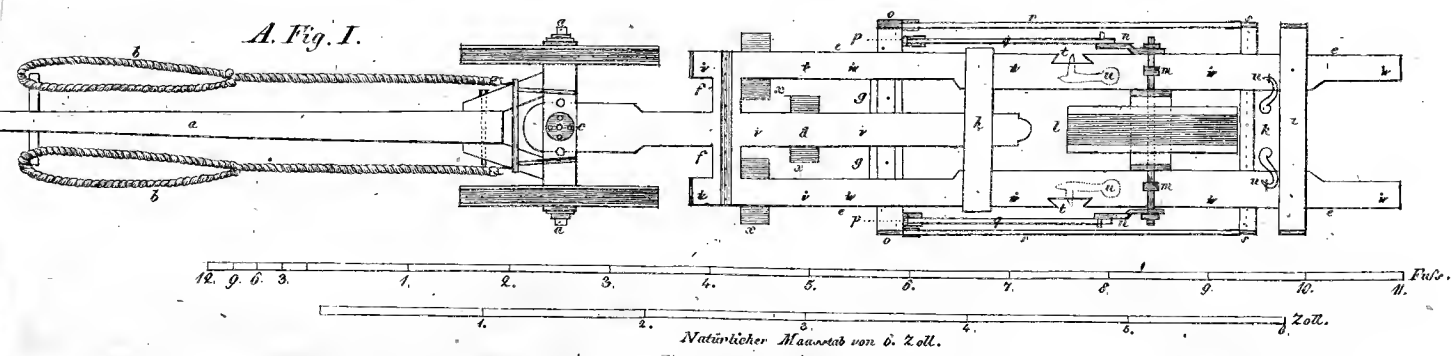 A. Fig. I.
b
a
b
a
c
a
i f t w e p o q r n s t u m w u e w
x g h l k i
i d v
f x g u u
t i w e w t m w e w
x p o q r n s
12. 9. 6. 3. 1. 2. 3. 4. 5. 6. 7. 8. 9. 10. 11. Fuſs.
1. 2. 3. 4. 5. 6. Zoll.
Natürlicher Maasstab von 6. Zoll.